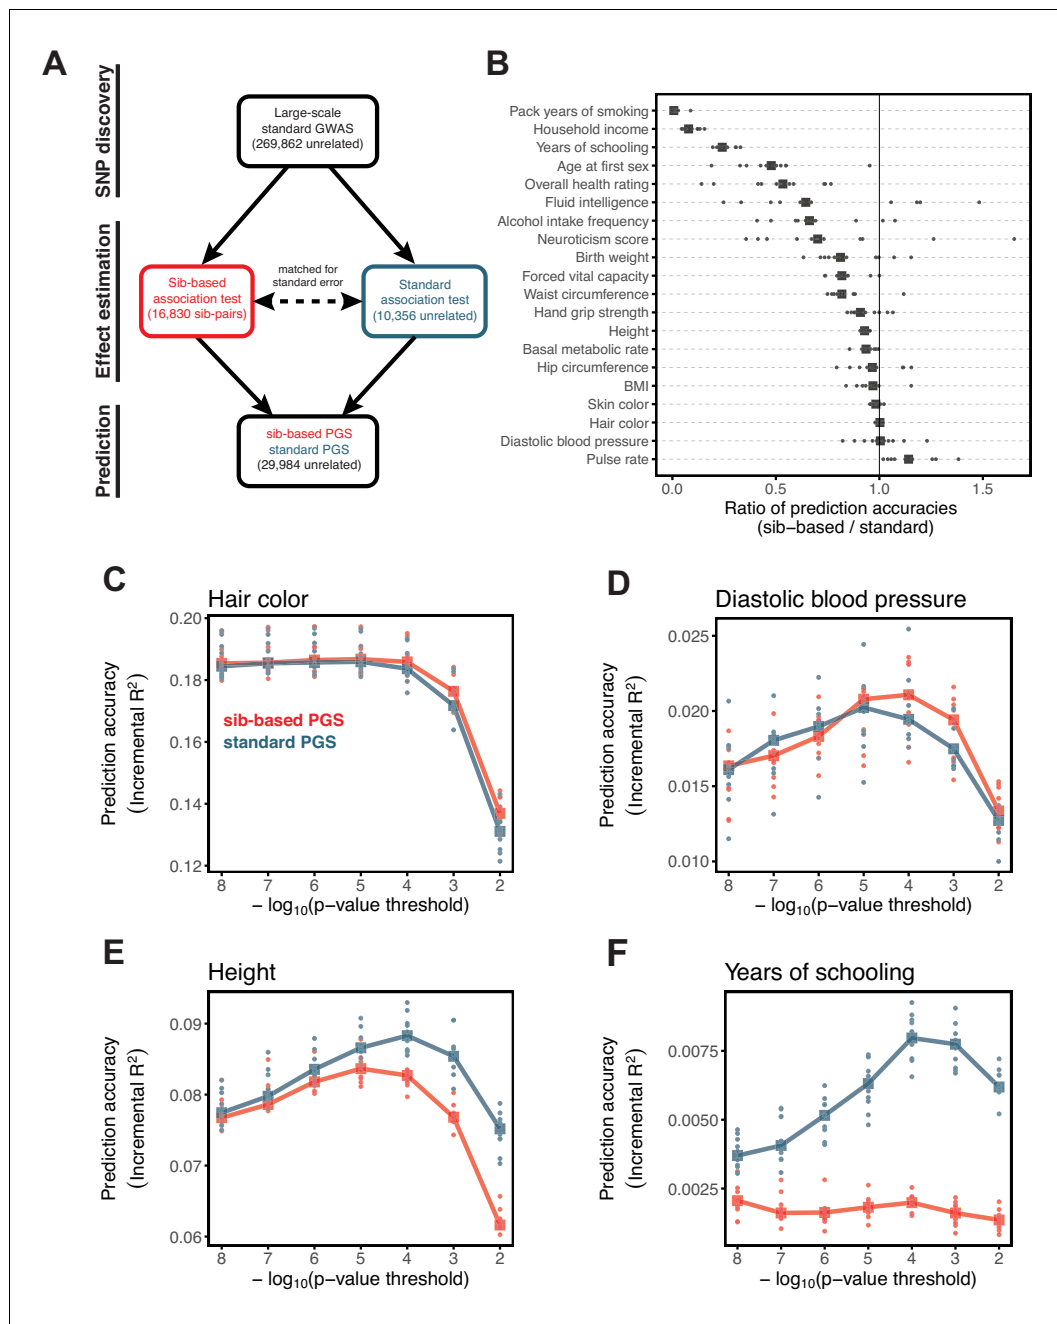 A
SNP discovery
Effect estimation
Prediction
Large-scale
standard GWAS
(269,862 unrelated)
Sib-based
association test
(16,830 sib-pairs)
matched for
standard error
Standard
association test
(10,356 unrelated)
sib-based PGS
standard PGS
(29,984 unrelated)
B
Pack years of smoking
Household income
Years of schooling
Age at first sex
Overall health rating
Fluid intelligence
Alcohol intake frequency
Neuroticism score
Birth weight
Forced vital capacity
Waist circumference
Hand grip strength
Height
Basal metabolic rate
Hip circumference
BMI
Skin color
Hair color
Diastolic blood pressure
Pulse rate
0.0 0.5 1.0 1.5
Ratio of prediction accuracies
(sib−based / standard)
C
Hair color
Prediction accuracy
(Incremental R²)
0.20
0.18
0.16
0.14
0.12
sib-based PGS
standard PGS
8 7 6 5 4 3 2
− log₁₀(p−value threshold)
D
Diastolic blood pressure
Prediction accuracy
(Incremental R²)
0.025
0.020
0.015
0.010
8 7 6 5 4 3 2
− log₁₀(p−value threshold)
E
Height
Prediction accuracy
(Incremental R²)
0.09
0.08
0.07
0.06
8 7 6 5 4 3 2
− log₁₀(p−value threshold)
F
Years of schooling
Prediction accuracy
(Incremental R²)
0.0075
0.0050
0.0025
8 7 6 5 4 3 2
− log₁₀(p−value threshold)